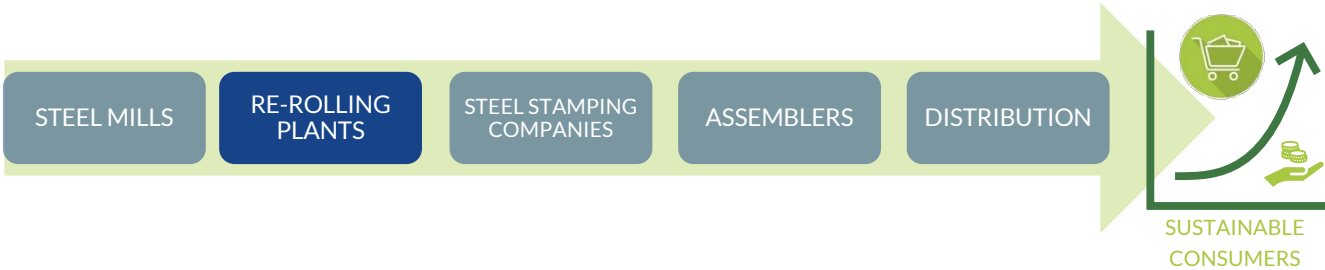 STEEL MILLS
RE-ROLLING
PLANTS
STEEL STAMPING
COMPANIES
ASSEMBLERS
DISTRIBUTION
SUSTAINABLE
CONSUMERS